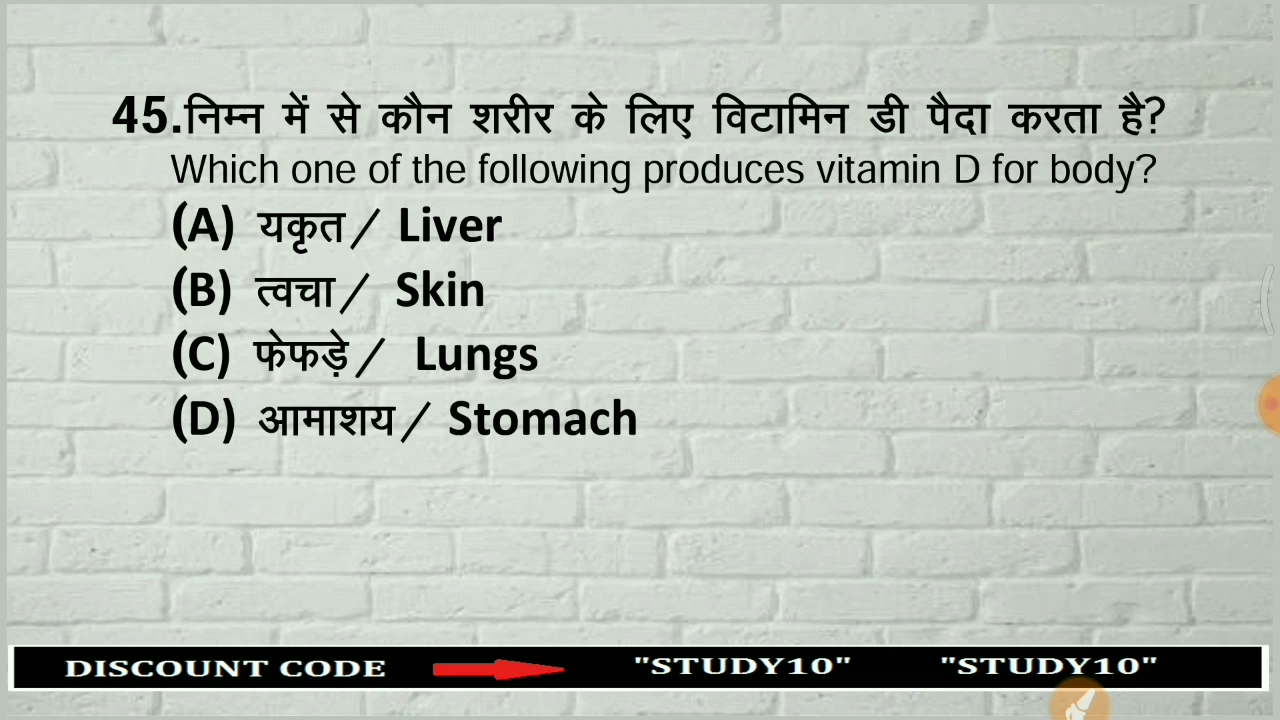 45.निम्न में से कौन शरीर के लिए विटामिन डी पैदा करता है?
Which one of the following produces vitamin D for body?
(A) यकृत/ Liver
(B) त्वचा/ Skin
(C) फेफड़े/ Lungs
(D) आमाशय/ Stomach
DISCOUNT CODE "STUDY10" "STUDY10"